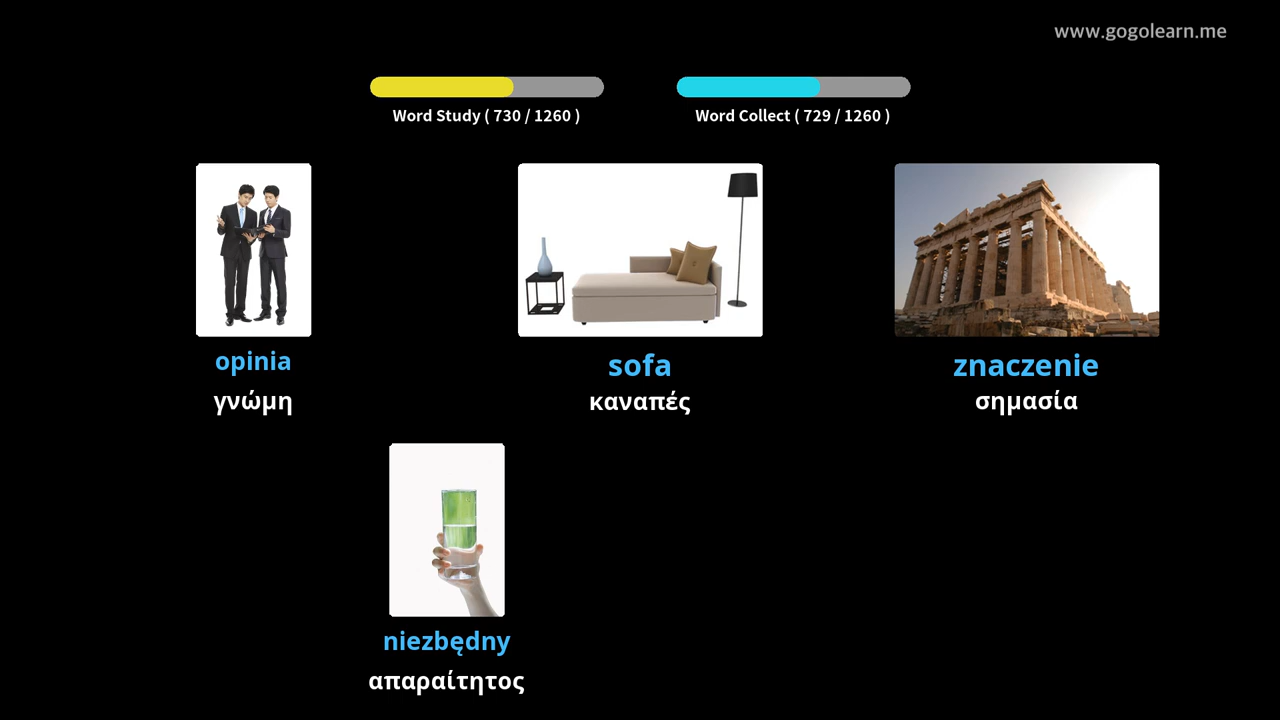 www.gogolearn.me
Word Study ( 730 / 1260 )
Word Collect ( 729 / 1260 )
opinia
γνώμη
sofa
καναπές
znaczenie
σημασία
niezbędny
απαραίτητος